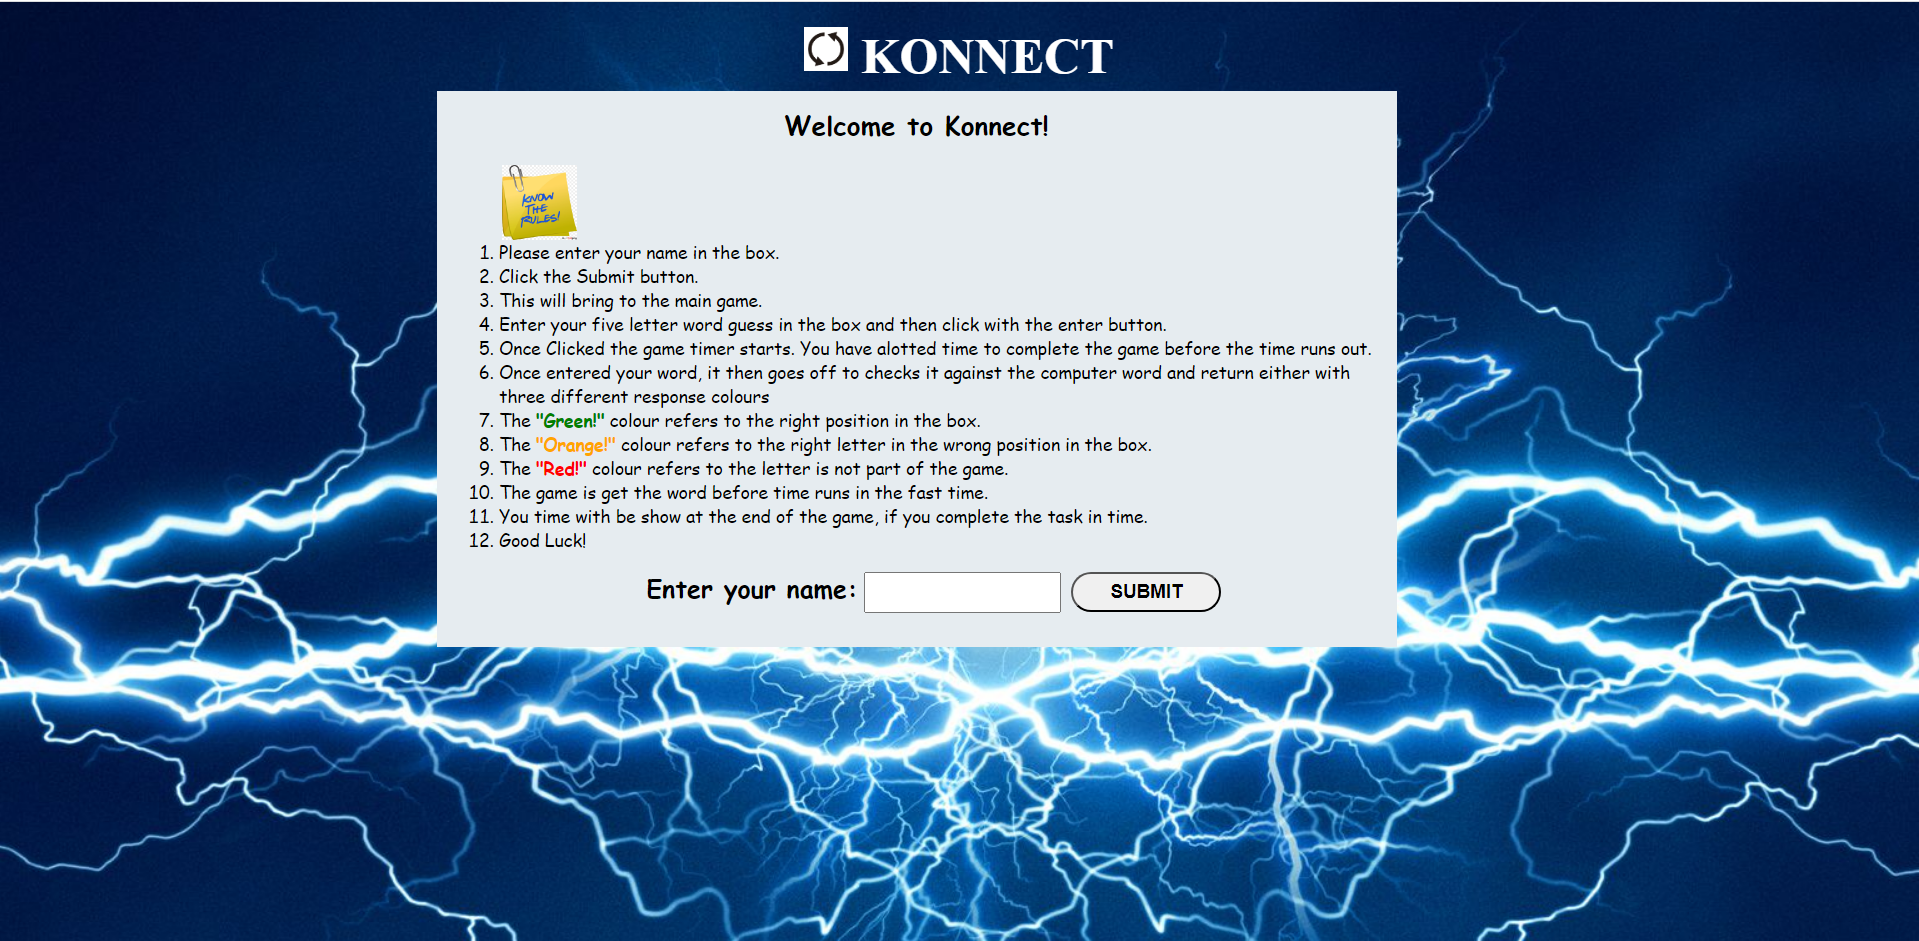 KONNECT
Welcome to Konnect!
KNOW
THE
RULES!
1. Please enter your name in the box.
2. Click the Submit button.
3. This will bring to the main game.
4. Enter your five letter word guess in the box and then click with the enter button.
5. Once Clicked the game timer starts. You have alotted time to complete the game before the time runs out.
6. Once entered your word, it then goes off to checks it against the computer word and return either with
three different response colours
7. The "Green!" colour refers to the right position in the box.
8. The "Orange!" colour refers to the right letter in the wrong position in the box.
9. The "Red!" colour refers to the letter is not part of the game.
10. The game is get the word before time runs in the fast time.
11. You time with be show at the end of the game, if you complete the task in time.
12. Good Luck!
Enter your name: SUBMIT